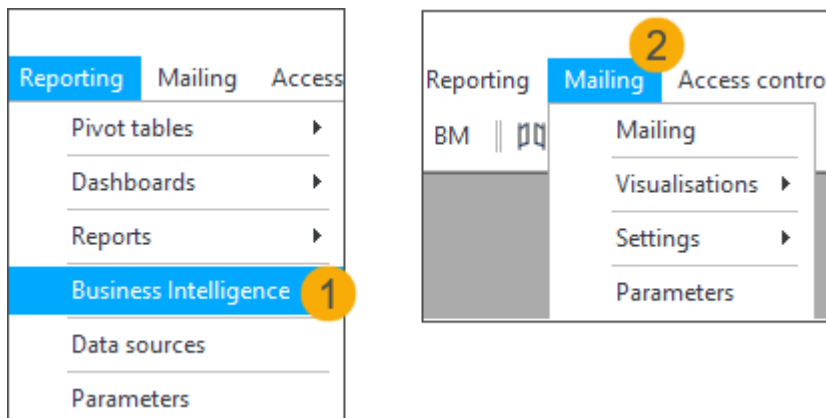 Reporting Mailing Access
Pivot tables
Dashboards
Reports
Business Intelligence 1
Data sources
Parameters
2
Reporting Mailing Access contro
BM
Mailing
Visualisations
Settings
Parameters